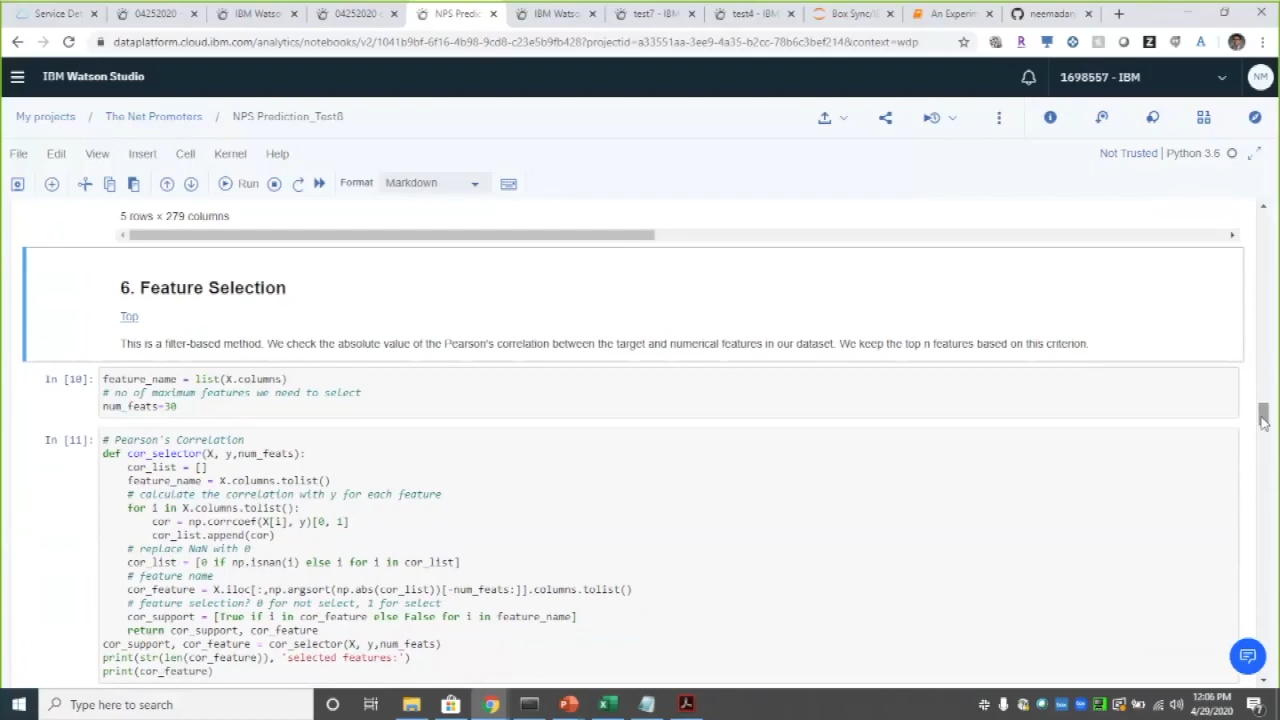 Service De
04252020
IBM Wats
04252020
NPS Predic
IBM Wats
test7 - IBM
test4 - IBM
Box Sync/
An Experim
neemadar
dataplatform.cloud.ibm.com/analytics/notebooks/v2/1041b9bf-6f16-4b98-9cd8-c23e5b9fb428?projectid=a33551aa-3ee9-4a35-b2cc-78b6c3bef214&context=wdp
IBM Watson Studio
1698557 - IBM
NM
My projects / The Net Promoters / NPS Prediction_Test8
File Edit View Insert Cell Kernel Help
Not Trusted | Python 3.6
Run
Format
Markdown
5 rows × 279 columns
6. Feature Selection
Top
This is a filter-based method. We check the absolute value of the Pearson's correlation between the target and numerical features in our dataset. We keep the top n features based on this criterion.
In [10]: feature_name = list(X.columns)
# no of maximum features we need to select
num_feats=30
In [11]: # Pearson's Correlation
def cor_selector(X, y,num_feats):
cor_list = []
feature_name = X.columns.tolist()
# calculate the correlation with y for each feature
for i in X.columns.tolist():
cor = np.corrcoef(X[i], y)[0, 1]
cor_list.append(cor)
# replace NaN with 0
cor_list = [0 if np.isnan(i) else i for i in cor_list]
# feature name
cor_feature = X.iloc[:,np.argsort(np.abs(cor_list))[-num_feats:]].columns.tolist()
# feature selection? 0 for not select, 1 for select
cor_support = [True if i in cor_feature else False for i in feature_name]
return cor_support, cor_feature
cor_support, cor_feature = cor_selector(X, y,num_feats)
print(str(len(cor_feature)), 'selected features:')
print(cor_feature)
Type here to search
12:06 PM
4/29/2020